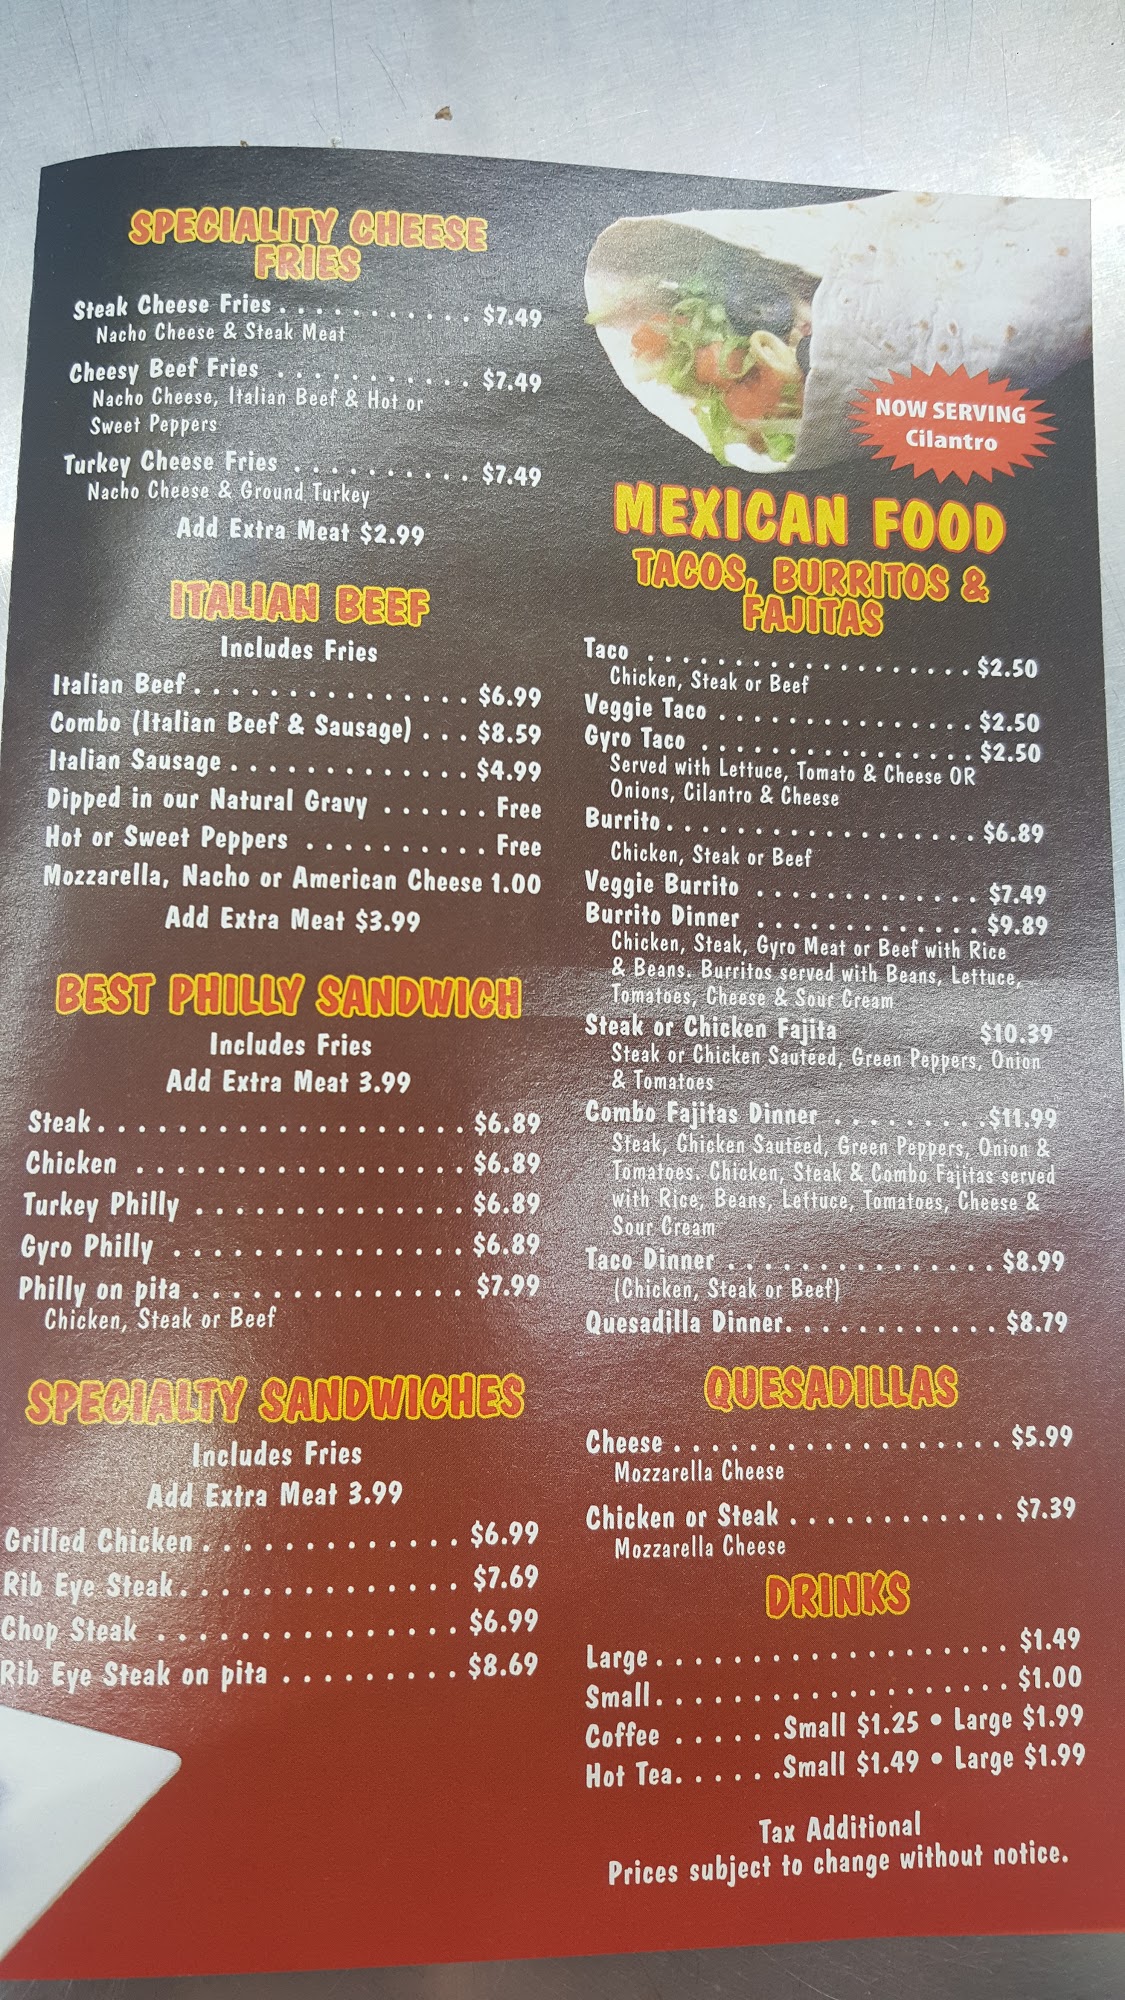 SPECIALITY CHEESE
FRIES
Steak Cheese Fries . . . . . . . . . . . $7.49
Nacho Cheese & Steak Meat
Cheesy Beef Fries . . . . . . . . . . . $7.49
Nacho Cheese, Italian Beef & Hot or
Sweet Peppers
Turkey Cheese Fries . . . . . . . . . . $7.49
Nacho Cheese & Ground Turkey
Add Extra Meat $2.99
ITALIAN BEEF
Includes Fries
Italian Beef . . . . . . . . . . . . . . . $6.99
Combo (Italian Beef & Sausage) . . . $8.59
Italian Sausage . . . . . . . . . . . . . $4.99
Dipped in our Natural Gravy . . . . . . Free
Hot or Sweet Peppers . . . . . . . . . . Free
Mozzarella, Nacho or American Cheese 1.00
Add Extra Meat $3.99
BEST PHILLY SANDWICH
Includes Fries
Add Extra Meat 3.99
Steak . . . . . . . . . . . . . . . . . . . $6.89
Chicken . . . . . . . . . . . . . . . . . $6.89
Turkey Philly . . . . . . . . . . . . . . $6.89
Gyro Philly . . . . . . . . . . . . . . . $6.89
Philly on pita . . . . . . . . . . . . . . $7.99
Chicken, Steak or Beef
SPECIALTY SANDWICHES
Includes Fries
Add Extra Meat 3.99
Grilled Chicken . . . . . . . . . . . . . $6.99
Rib Eye Steak . . . . . . . . . . . . . . $7.69
Chop Steak . . . . . . . . . . . . . . . $6.99
Rib Eye Steak on pita . . . . . . . . . $8.69
NOW SERVING
Cilantro
MEXICAN FOOD
TACOS, BURRITOS &
FAJITAS
Taco . . . . . . . . . . . . . . . . . . $2.50
Chicken, Steak or Beef
Veggie Taco . . . . . . . . . . . . . . $2.50
Gyro Taco . . . . . . . . . . . . . . . $2.50
Served with Lettuce, Tomato & Cheese OR
Onions, Cilantro & Cheese
Burrito . . . . . . . . . . . . . . . . . $6.89
Chicken, Steak or Beef
Veggie Burrito . . . . . . . . . . . . $7.49
Burrito Dinner . . . . . . . . . . . . $9.89
Chicken, Steak, Gyro Meat or Beef with Rice
& Beans. Burritos served with Beans, Lettuce,
Tomatoes, Cheese & Sour Cream
Steak or Chicken Fajita $10.39
Steak or Chicken Sautéed, Green Peppers, Onion
& Tomatoes
Combo Fajitas Dinner . . . . . . . . . $11.99
Steak, Chicken Sauteed, Green Peppers, Onion &
Tomatoes. Chicken, Steak & Combo Fajitas served
with Rice, Beans, Lettuce, Tomatoes, Cheese &
Sour Cream
Taco Dinner . . . . . . . . . . . . . . . $8.99
(Chicken, Steak or Beef)
Quesadilla Dinner. . . . . . . . . . . . $8.79
QUESADILLAS
Cheese . . . . . . . . . . . . . . . . . . $5.99
Mozzarella Cheese
Chicken or Steak . . . . . . . . . . . . $7.39
Mozzarella Cheese
DRINKS
Large . . . . . . . . . . . . . . . . . . . $1.49
Small . . . . . . . . . . . . . . . . . . . $1.00
Coffee . . . . . . Small $1.25 • Large $1.99
Hot Tea. . . . . . Small $1.49 • Large $1.99
Tax Additional
Prices subject to change without notice.